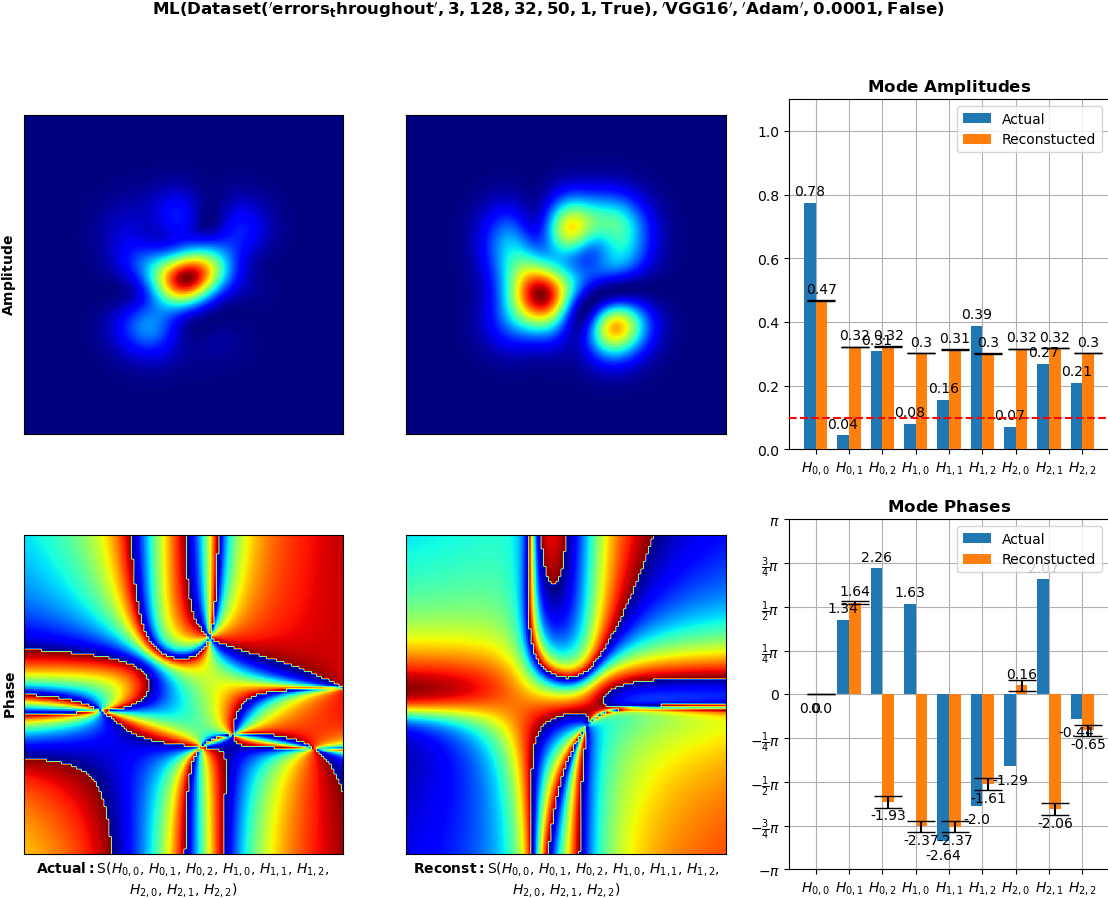 ML(Dataset('errors_throughout', 3, 128, 32, 50, 1, True), 'VGG16', 'Adam', 0.0001, False)
Amplitude
Mode Amplitudes
Actual
Reconstucted
1.0
0.8
0.6
0.4
0.2
0.0
0.78
0.47
0.04
0.32
0.31
0.32
0.08
0.3
0.16
0.31
0.39
0.3
0.07
0.32
0.27
0.32
0.21
0.3
H0,0 H0,1 H0,2 H1,0 H1,1 H1,2 H2,0 H2,1 H2,2
Phase
Mode Phases
Actual
Reconstucted
π
3/4π
1/2π
1/4π
0
−1/4π
−1/2π
−3/4π
−π
0.0
0.0
1.34
1.64
2.26
-1.93
1.63
-2.37
-2.64
-2.37
-2.0
-1.61
-1.29
0.16
2.07
-2.06
-0.44
-0.65
H0,0 H0,1 H0,2 H1,0 H1,1 H1,2 H2,0 H2,1 H2,2
Actual: S(H0,0, H0,1, H0,2, H1,0, H1,1, H1,2,
H2,0, H2,1, H2,2)
Reconst: S(H0,0, H0,1, H0,2, H1,0, H1,1, H1,2,
H2,0, H2,1, H2,2)